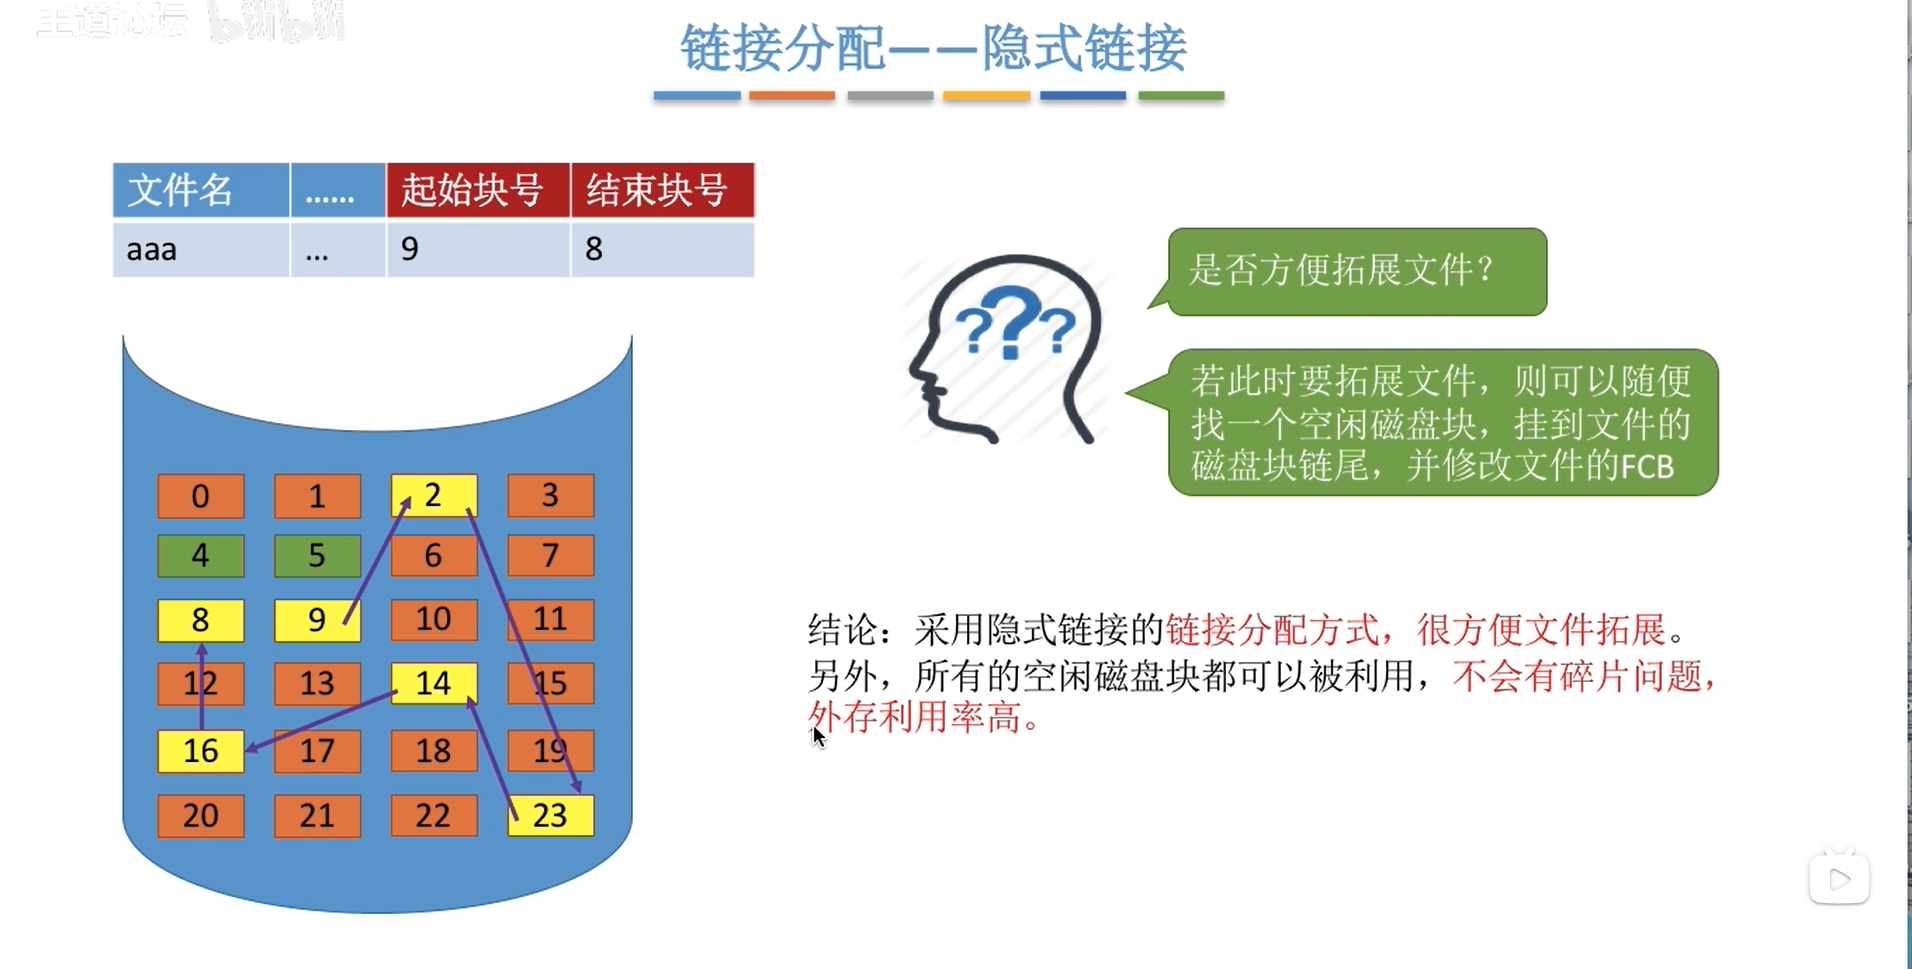 王道论坛 bilibili
链接分配——隐式链接
文件名 …… 起始块号 结束块号
aaa … 9 8
是否方便拓展文件？
若此时要拓展文件，则可以随便
找一个空闲磁盘块，挂到文件的
磁盘块链尾，并修改文件的FCB
???
0 1 2 3
4 5 6 7
8 9 10 11
12 13 14 15
16 17 18 19
20 21 22 23
结论：采用隐式链接的链接分配方式，很方便文件拓展。
另外，所有的空闲磁盘块都可以被利用，不会有碎片问题，
外存利用率高。